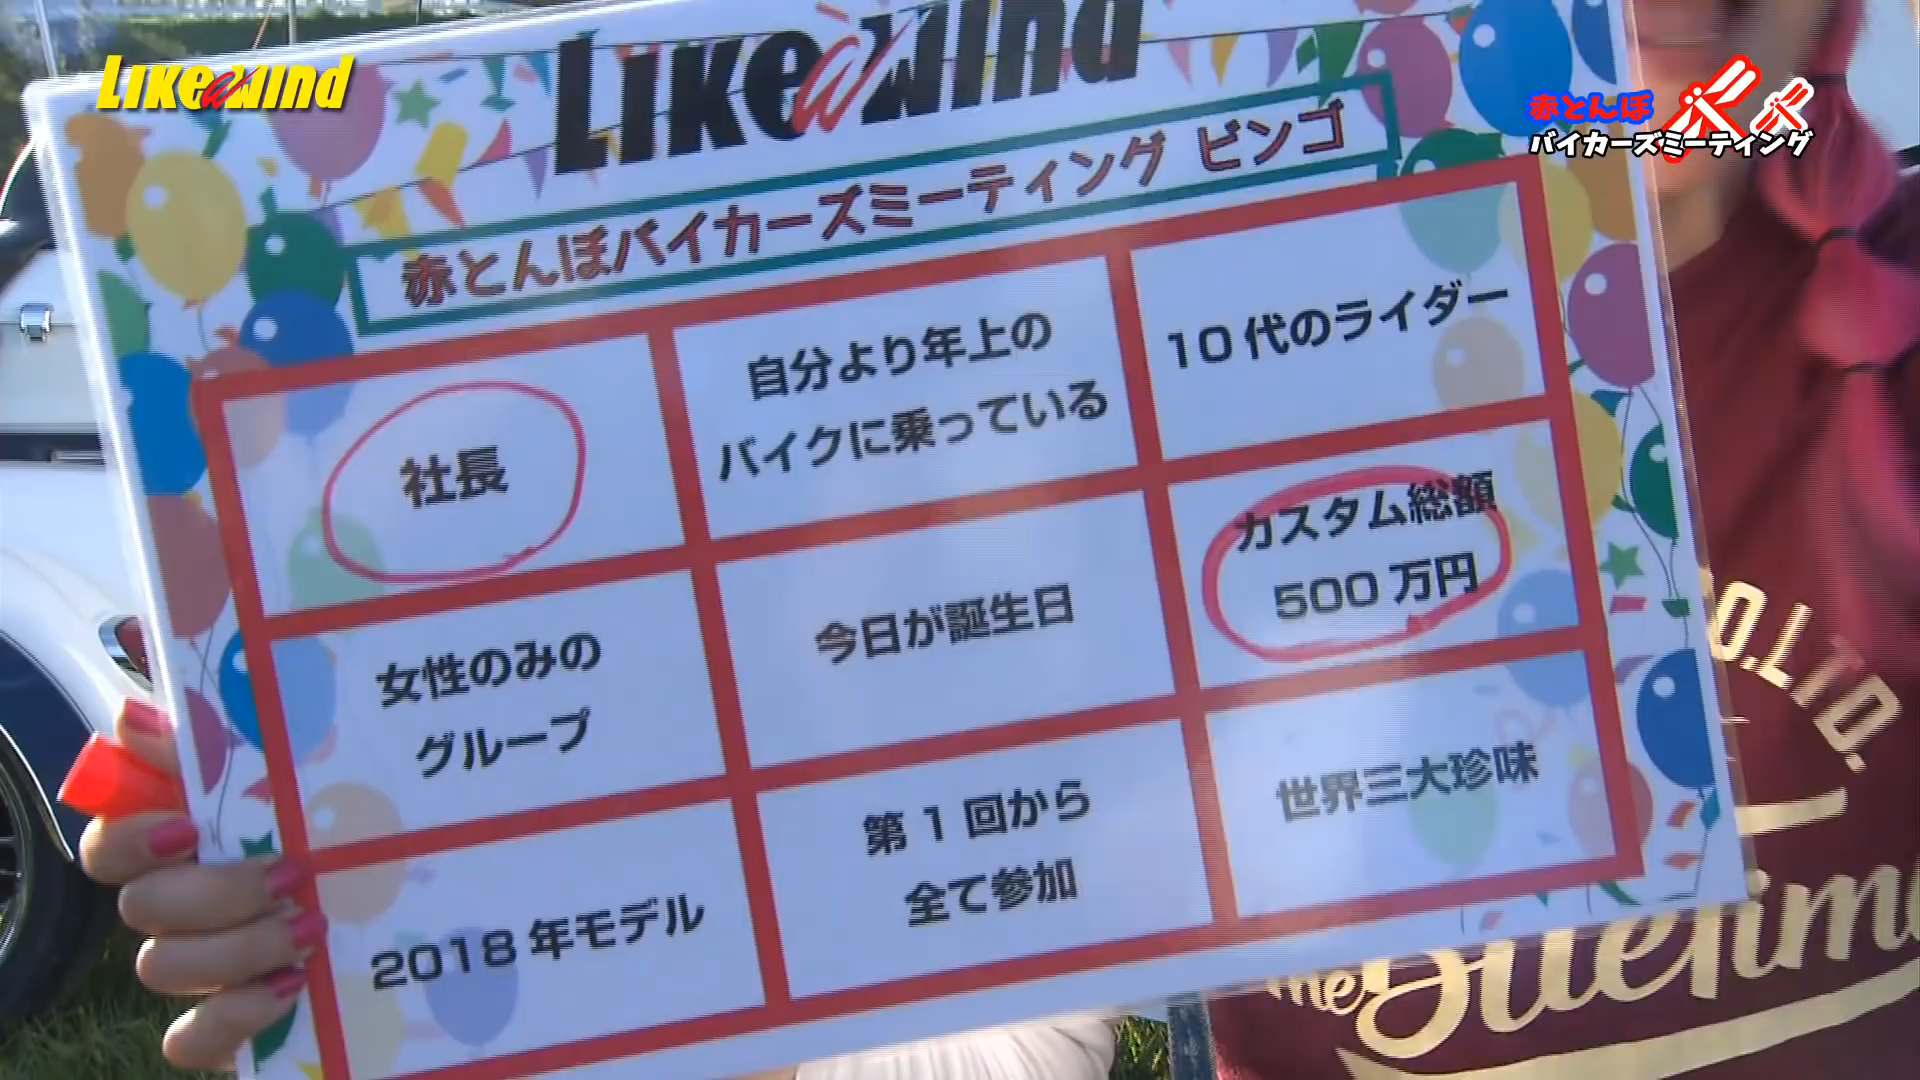 LIKE a WIND
赤とんぼ
バイカーズミーティング
LIKE a WIND
赤とんぼバイカーズミーティング ビンゴ
社長
自分より年上の
バイクに乗っている
10代のライダー
女性のみの
グループ
今日が誕生日
カスタム総額
500万円
2018年モデル
第1回から
全て参加
世界三大珍味
O.LTD.